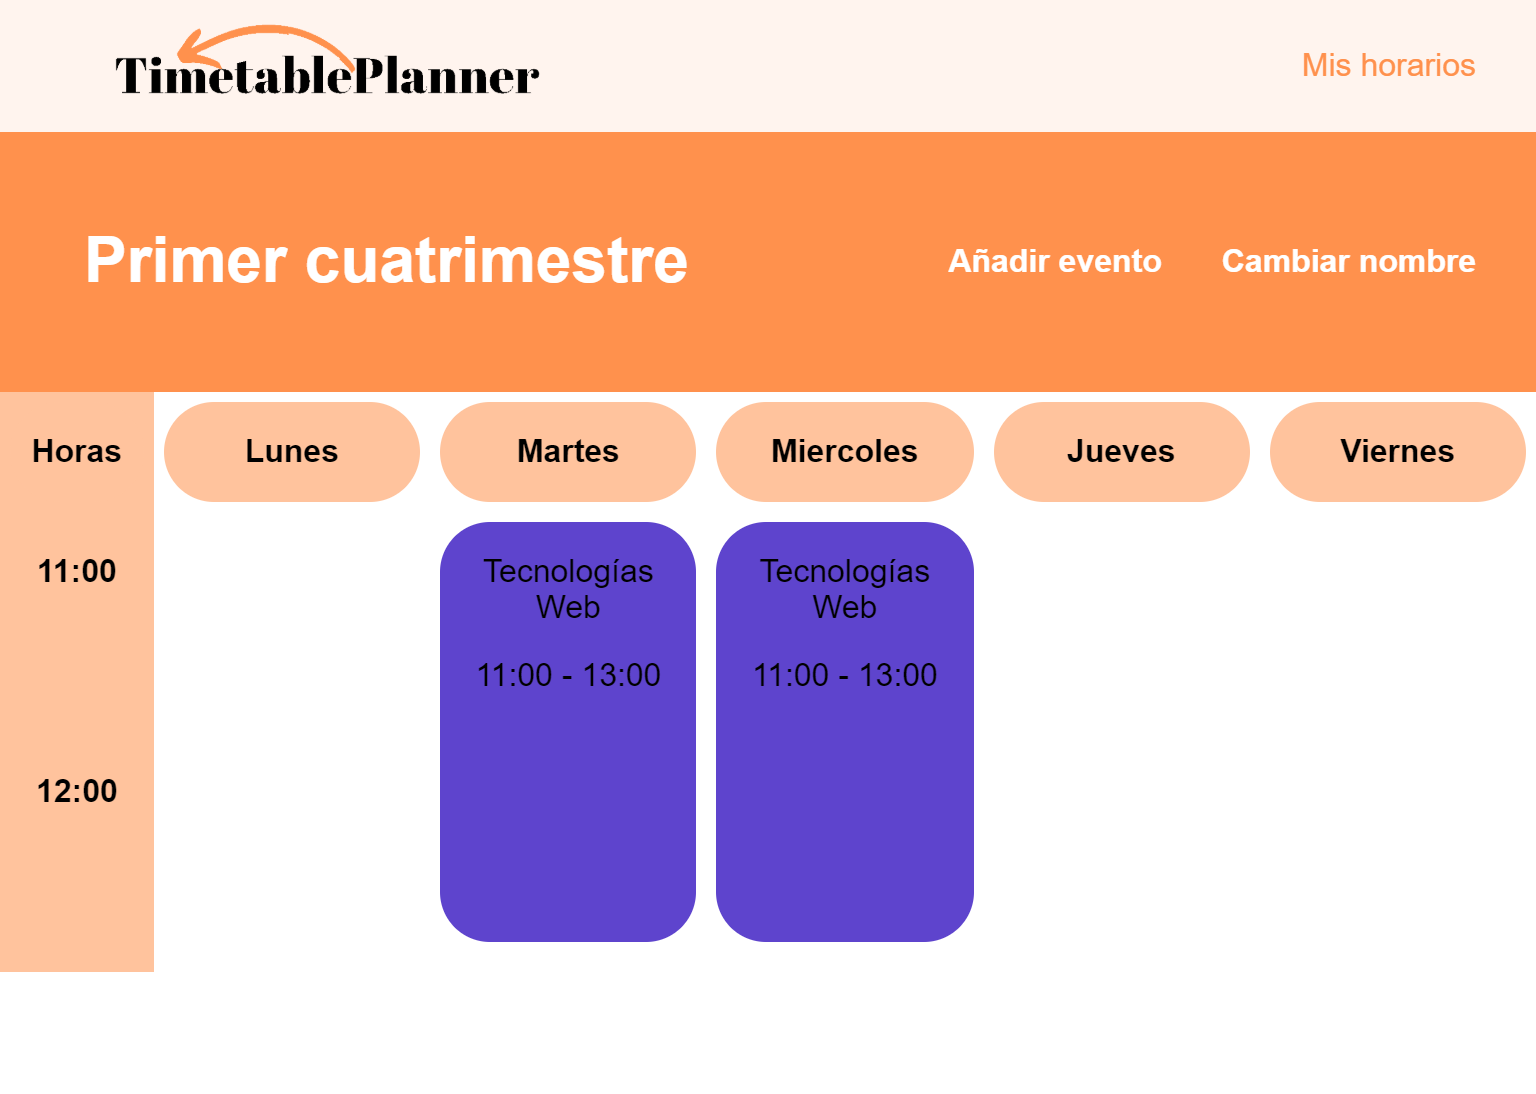 TimetablePlanner
Mis horarios
Primer cuatrimestre
Añadir evento
Cambiar nombre
Horas
Lunes
Martes
Miercoles
Jueves
Viernes
11:00
Tecnologías
Web
11:00 - 13:00
Tecnologías
Web
11:00 - 13:00
12:00